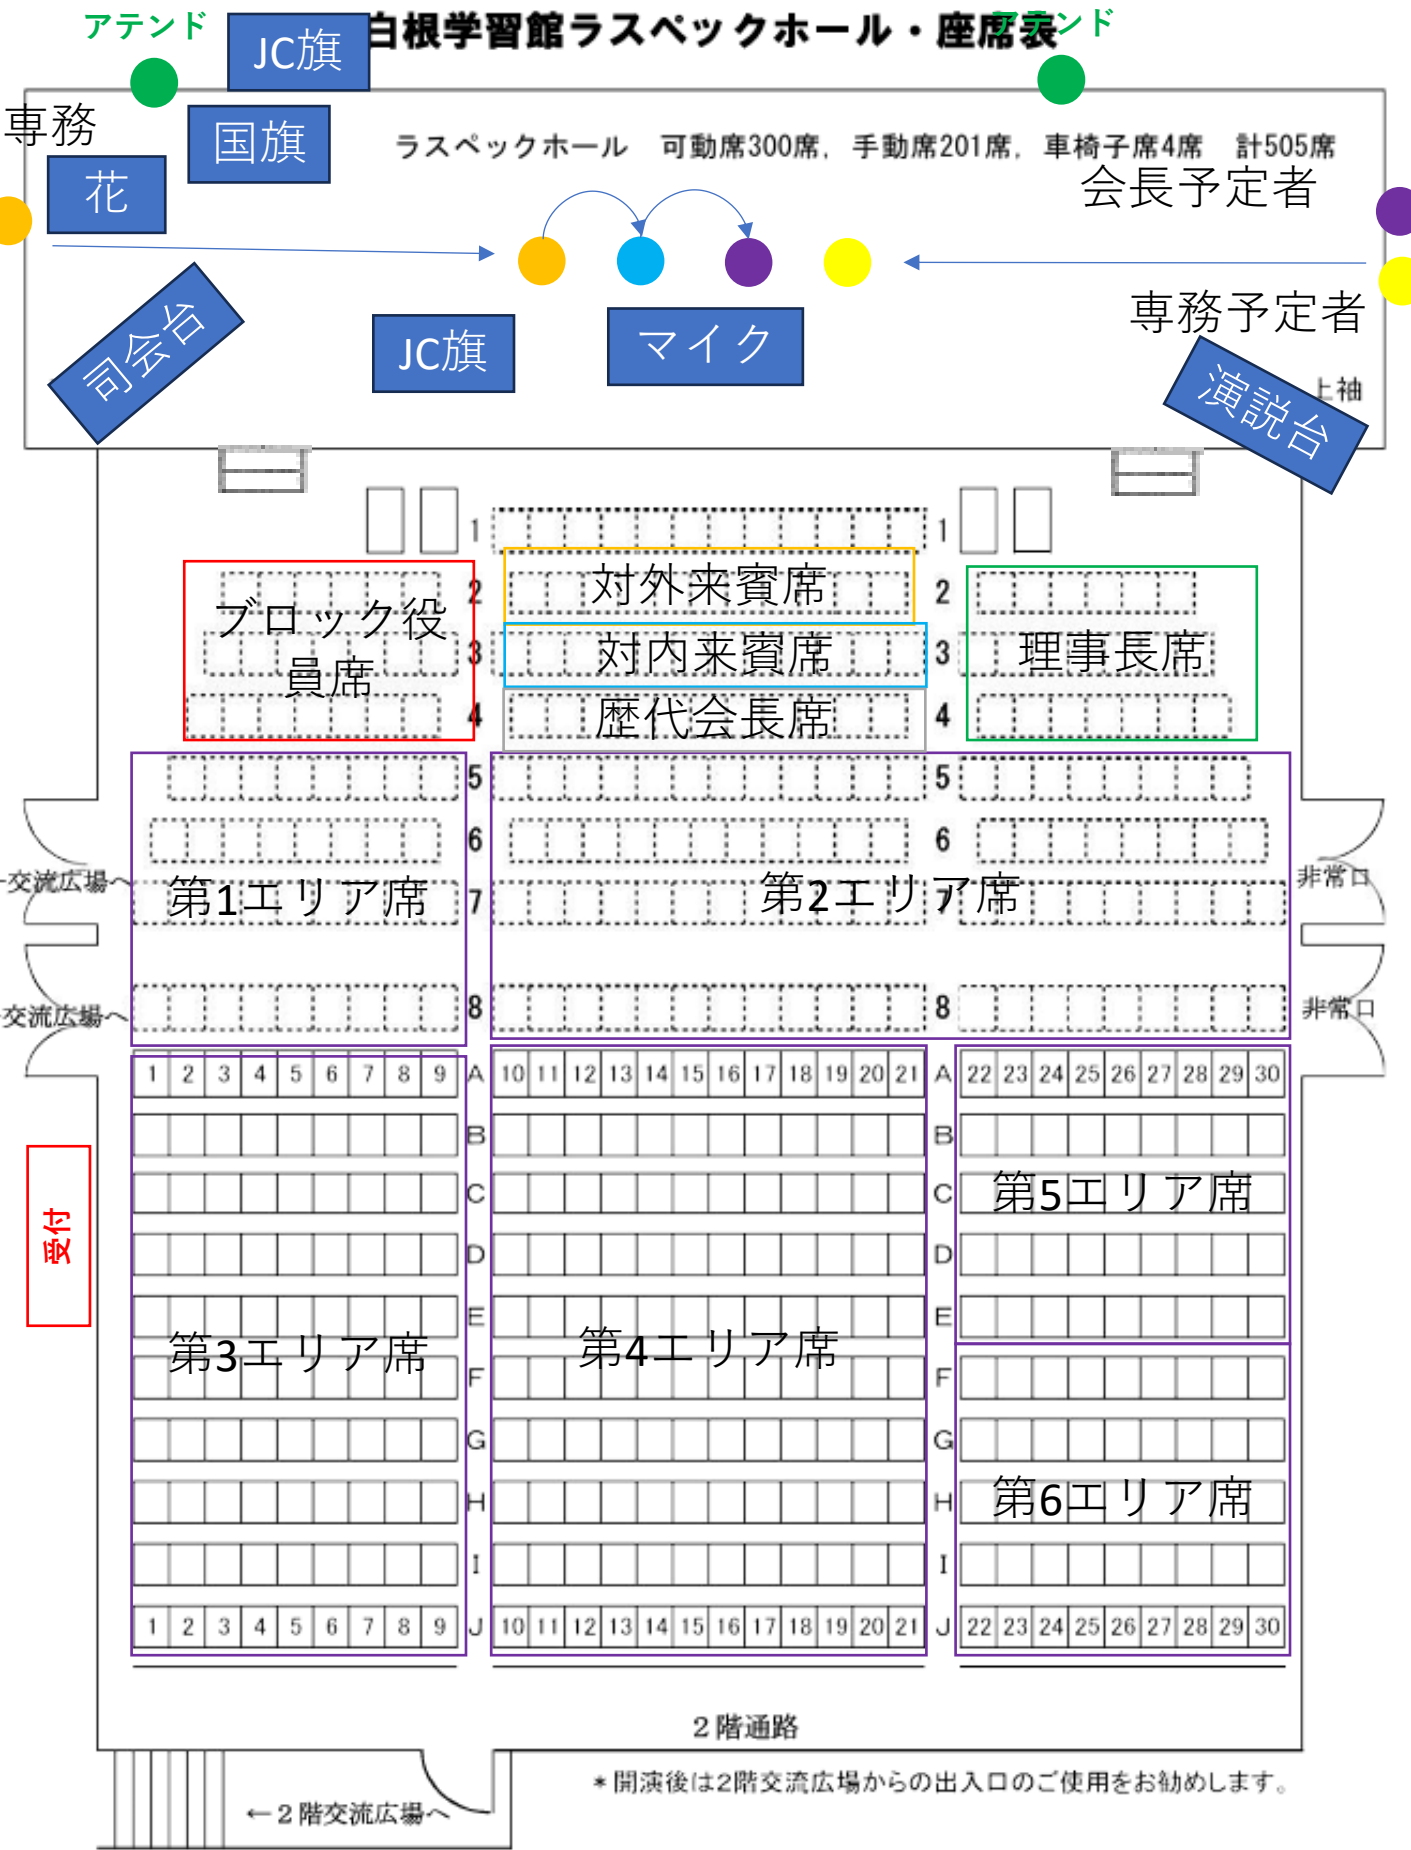 アテンド
JC旗
白根学習館ラスペックホール・座席表
アテンド
専務
国旗
ラスペックホール 可動席300席, 手動席201席, 車椅子席4席 計505席
花
会長予定者
専務予定者
司会台
JC旗
マイク
演説台
上袖
1 1
2 対外来賓席 2
ブロック役
員席
3 対内来賓席 3
理事長席
4 歴代会長席 4
5 5
6 6
交流広場へ
第1エリア席
7
第2エリア席
7
非常口
交流広場へ
8 8
非常口
1 2 3 4 5 6 7 8 9 A 10 11 12 13 14 15 16 17 18 19 20 21 A 22 23 24 25 26 27 28 29 30
B B
受付
C C
第5エリア席
D D
E E
第3エリア席
第4エリア席
F F
G G
H H
第6エリア席
I I
1 2 3 4 5 6 7 8 9 J 10 11 12 13 14 15 16 17 18 19 20 21 J 22 23 24 25 26 27 28 29 30
2階通路
*開演後は2階交流広場からの出入口のご使用をお勧めします。
←2階交流広場へ